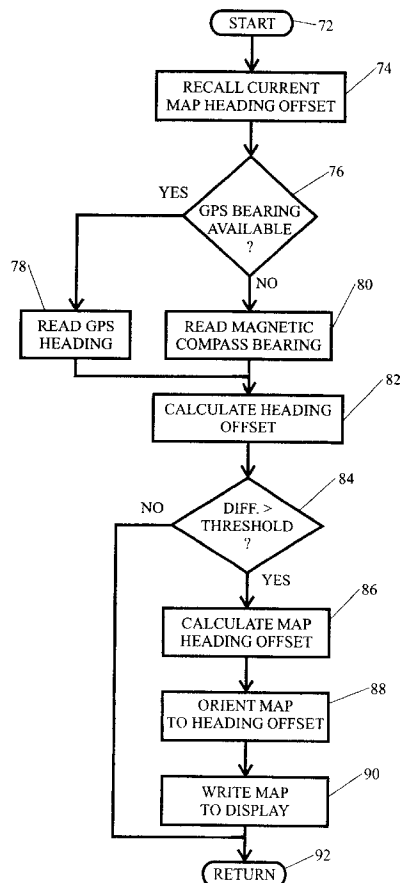 START
72
74
RECALL CURRENT
MAP HEADING OFFSET
76
YES
GPS BEARING
AVAILABLE
?
NO
78
80
READ GPS
HEADING
READ MAGNETIC
COMPASS BEARING
82
CALCULATE HEADING
OFFSET
84
NO
DIFF. >
THRESHOLD
?
YES
86
CALCULATE MAP
HEADING OFFSET
88
ORIENT MAP
TO HEADING OFFSET
90
WRITE MAP
TO DISPLAY
RETURN
92